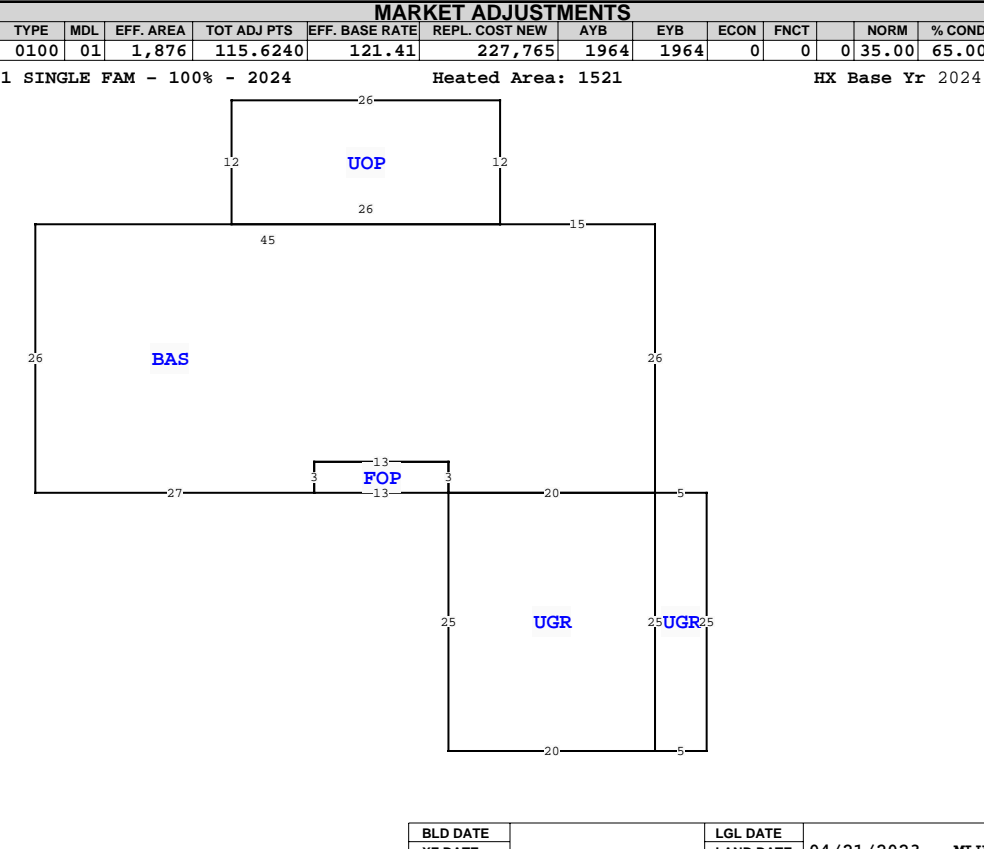 MARKET ADJUSTMENTS
TYPE MDL EFF. AREA TOT ADJ PTS EFF. BASE RATE REPL. COST NEW AYB EYB ECON FNCT NORM % COND
0100 01 1,876 115.6240 121.41 227,765 1964 1964 0 0 0 35.00 65.00
1 SINGLE FAM - 100% - 2024 Heated Area: 1521 HX Base Yr 2024
26
12 UOP 12
26
15
45
26 BAS 26
13
3 FOP 3
27 13 20 5
25 UGR 25 UGR 25
20 5
BLD DATE LGL DATE
XF DATE LAND DATE 04/21/2023